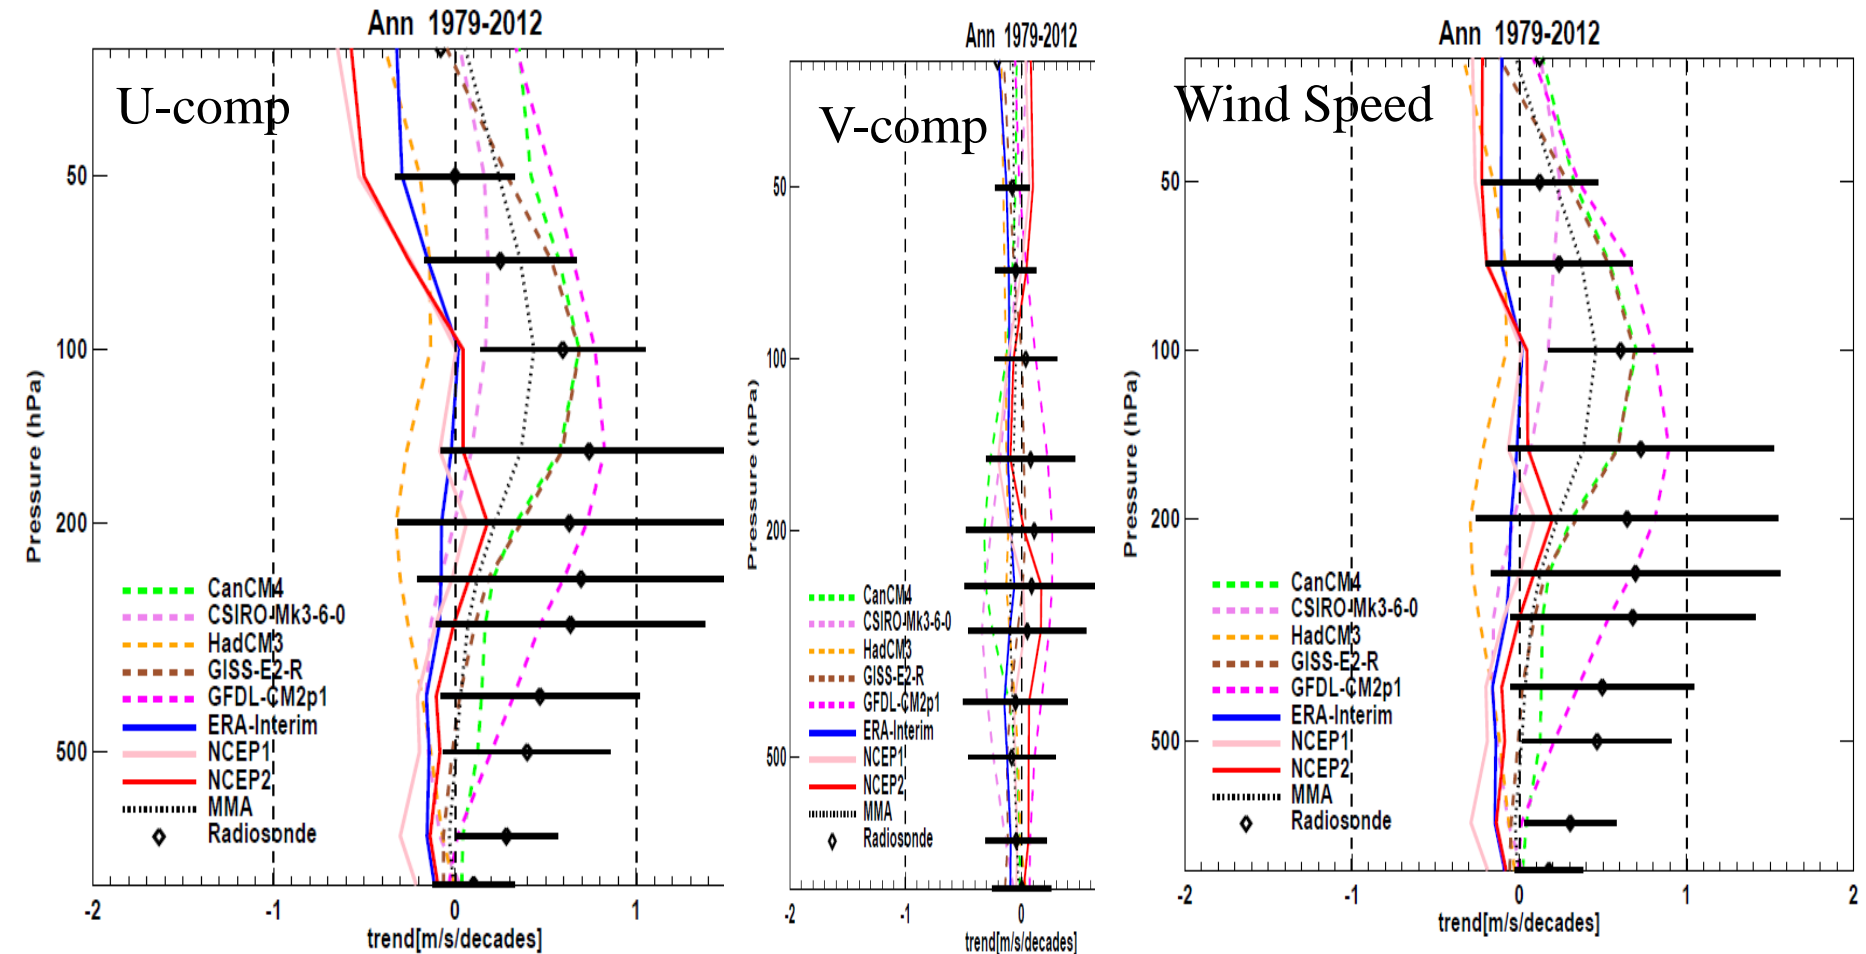 Ann 1979-2012
U-comp
50
100
200
500
Pressure (hPa)
CanCM4
CSIRO-Mk3-6-0
HadCM3
GISS-E2-R
GFDL-CM2p1
ERA-Interim
NCEP1
NCEP2
MMA
Radiosonde
-2 -1 0 1
trend[m/s/decades]
Ann 1979-2012
V-comp
50
100
200
500
Pressure (hPa)
CanCM4
CSIRO-Mk3-6-0
HadCM3
GISS-E2-R
GFDL-CM2p1
ERA-Interim
NCEP1
NCEP2
MMA
Radiosonde
-2 -1 0
trend[m/s/decades]
Ann 1979-2012
Wind Speed
50
100
200
500
Pressure (hPa)
CanCM4
CSIRO-Mk3-6-0
HadCM3
GISS-E2-R
GFDL-CM2p1
ERA-Interim
NCEP1
NCEP2
MMA
Radiosonde
-2 -1 0 1 2
trend[m/s/decades]